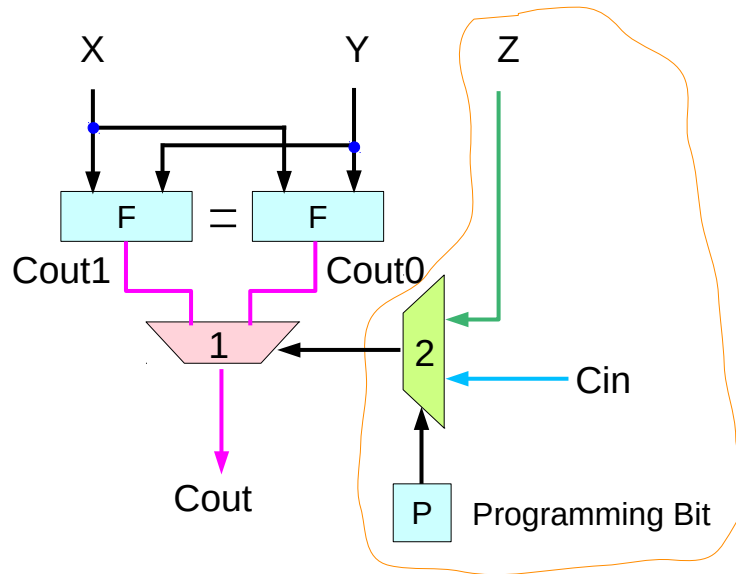 X Y Z
F = F
Cout1 Cout0
1 2
Cin
Cout
P Programming Bit